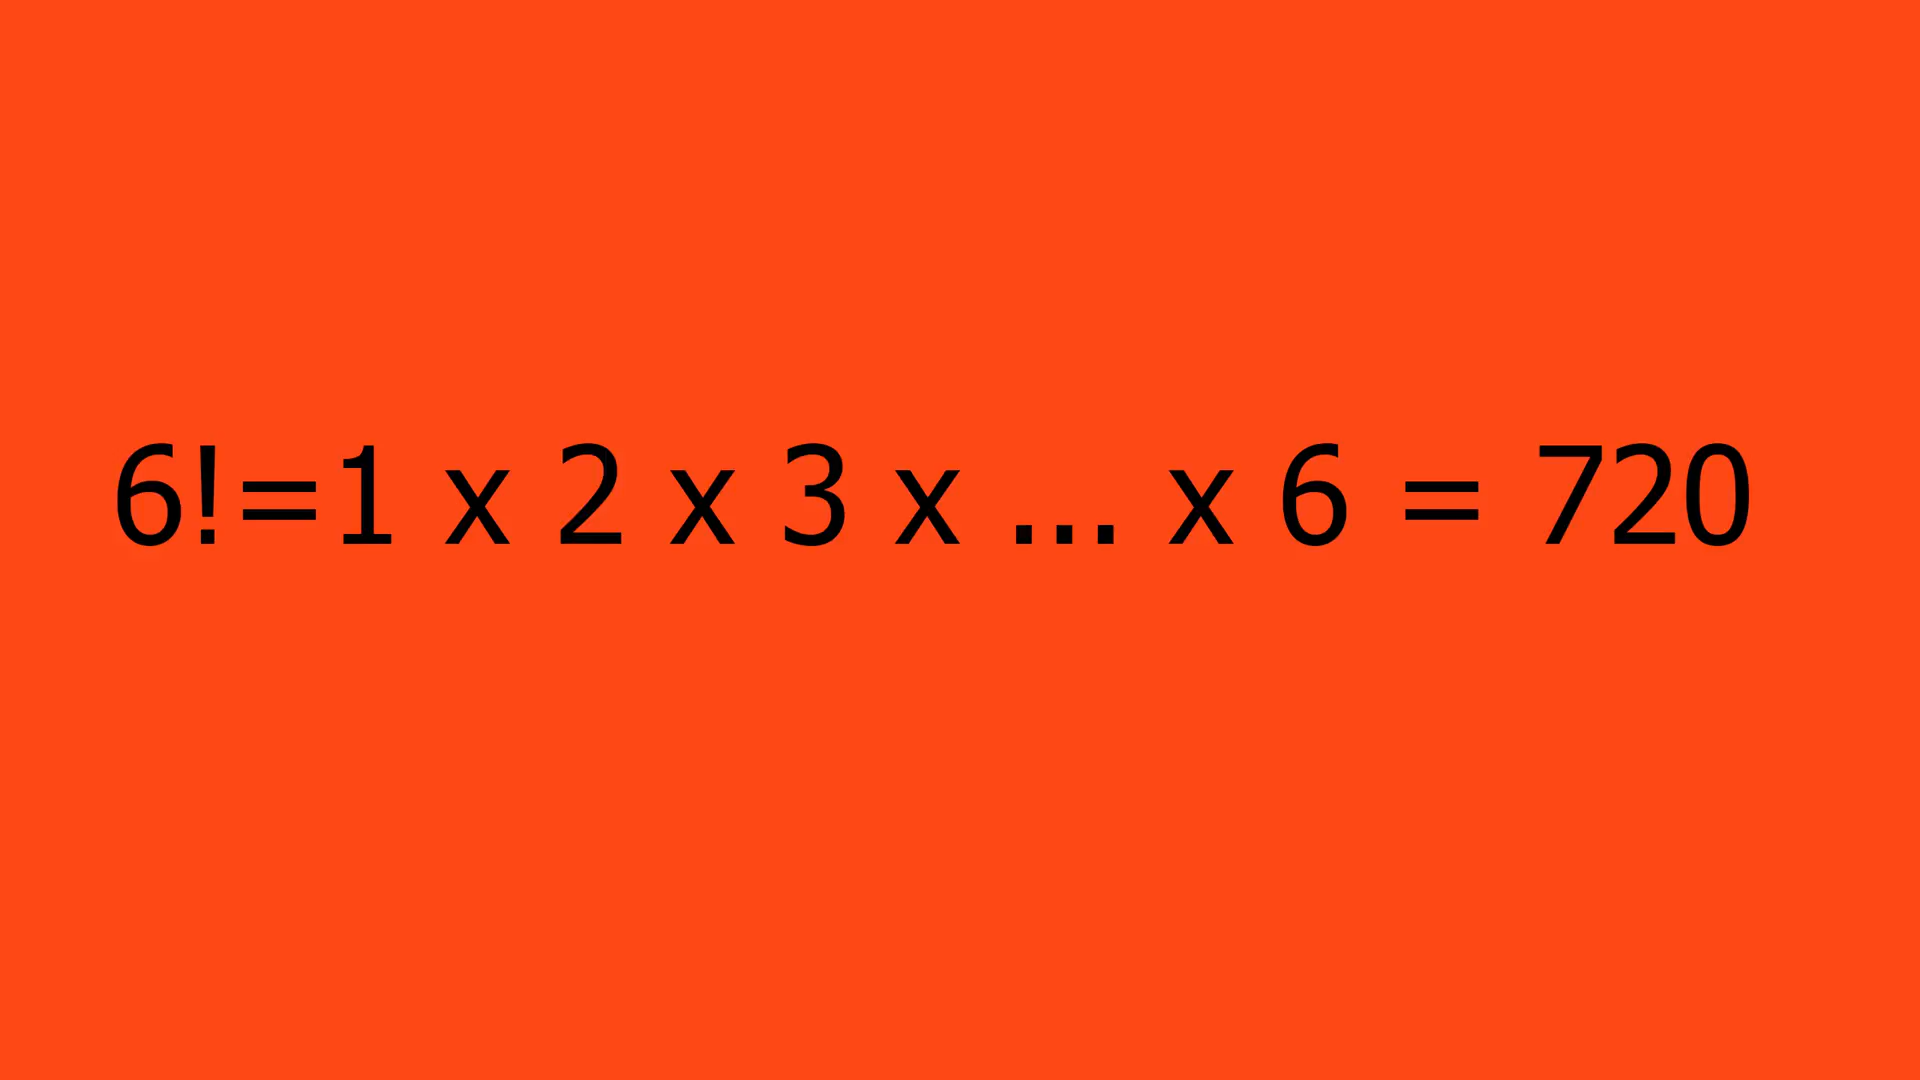 6!=1 x 2 x 3 x ... x 6 = 720